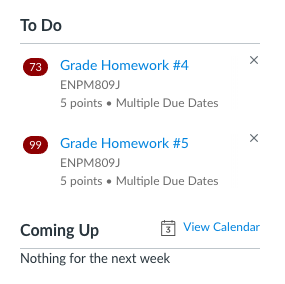 To Do
73 Grade Homework #4 ×
ENPM809J
5 points • Multiple Due Dates
99 Grade Homework #5 ×
ENPM809J
5 points • Multiple Due Dates
Coming Up 3 View Calendar
Nothing for the next week